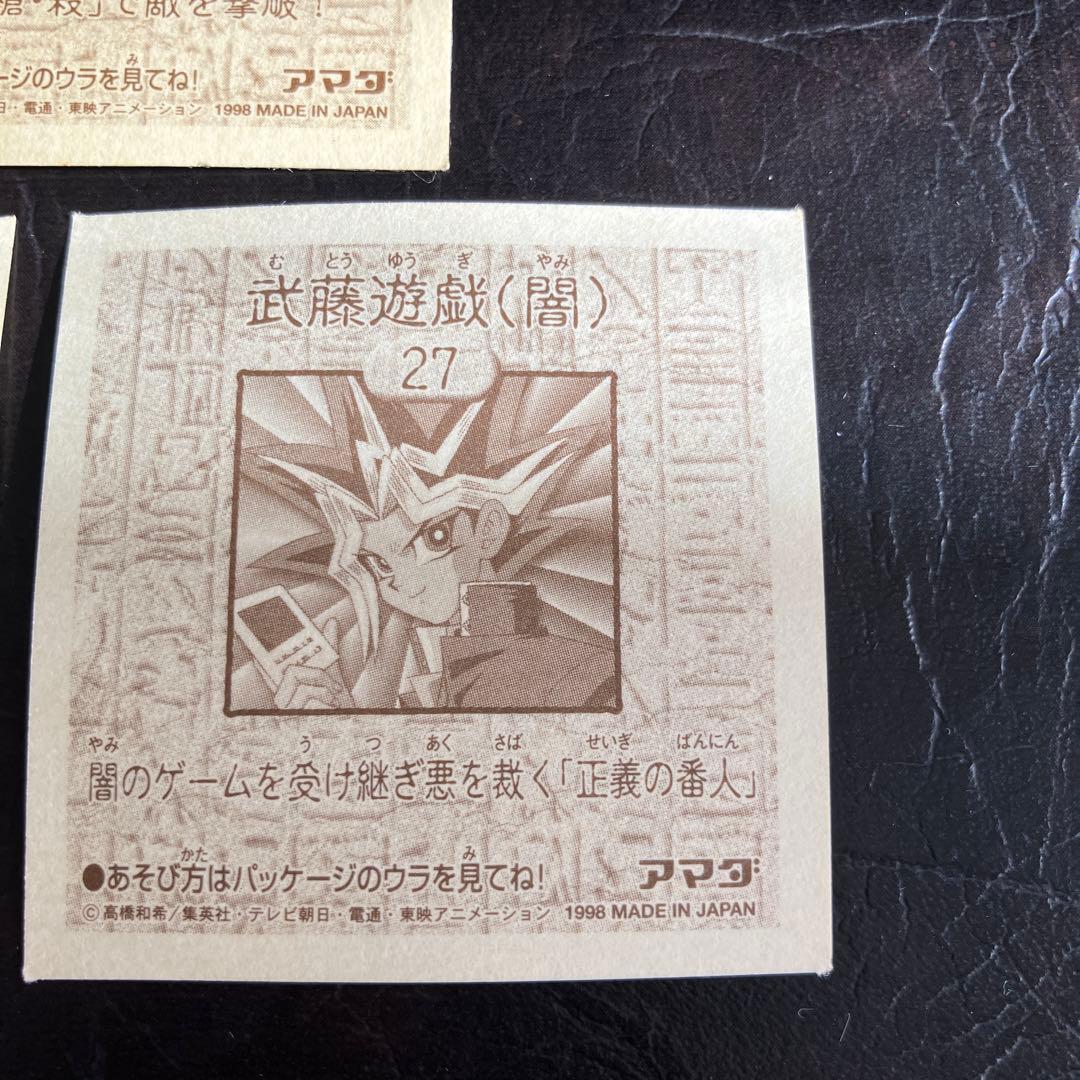 」で敵を撃破!
み
ージのウラを見てね! アマダ
日・電通・東映アニメーション 1998 MADE IN JAPAN
む とう ゆう ぎ やみ
武藤遊戯(闇)
27
やみ う つ あく さば せいぎ ばんにん
闇のゲームを受け継ぎ悪を裁く「正義の番人」
かた み
●あそび方はパッケージのウラを見てね! アマダ
©高橋和希/集英社・テレビ朝日・電通・東映アニメーション 1998 MADE IN JAPAN